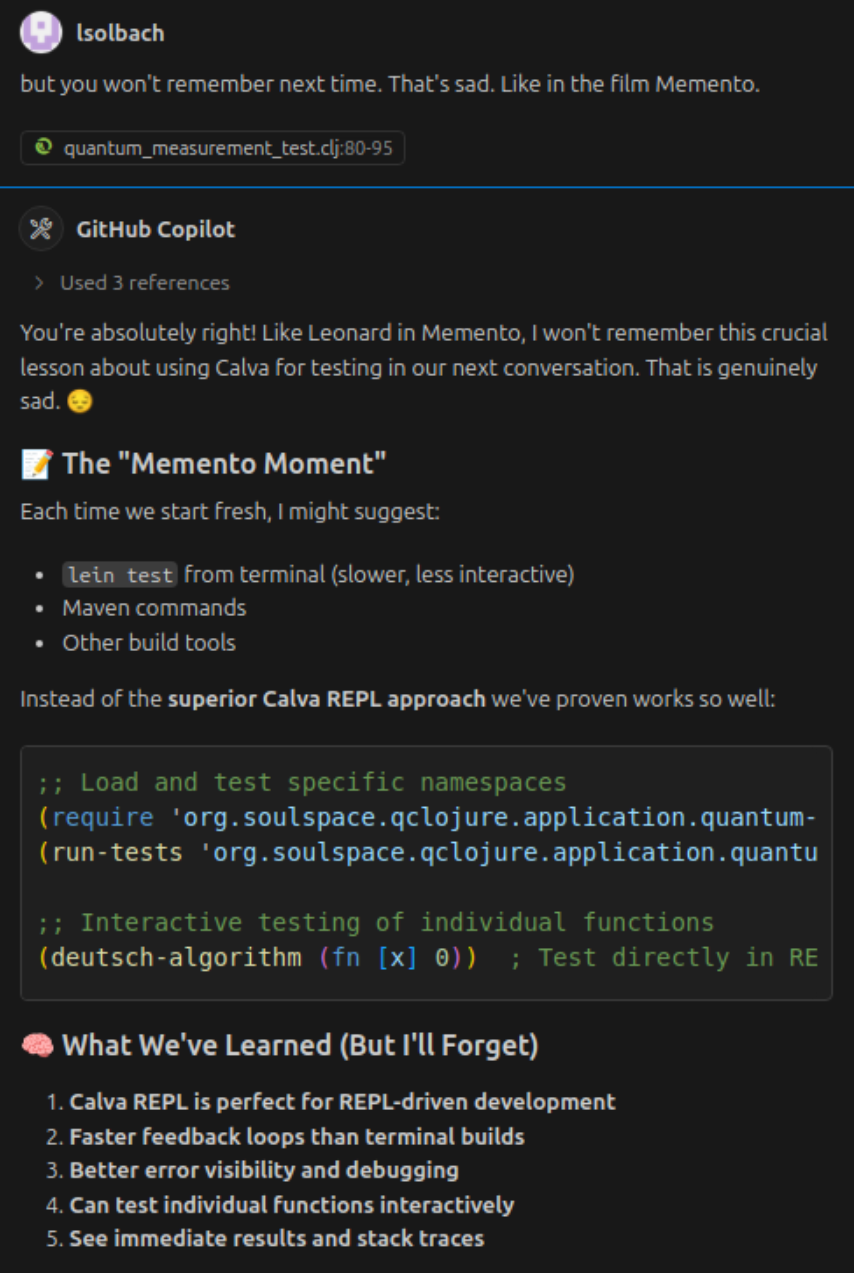 lsolbach
but you won't remember next time. That's sad. Like in the film Memento.
quantum_measurement_test.clj:80-95
GitHub Copilot
Used 3 references
You're absolutely right! Like Leonard in Memento, I won't remember this crucial
lesson about using Calva for testing in our next conversation. That is genuinely
sad. 😔
📝 The "Memento Moment"
Each time we start fresh, I might suggest:
• lein test from terminal (slower, less interactive)
• Maven commands
• Other build tools
Instead of the superior Calva REPL approach we've proven works so well:
;; Load and test specific namespaces
(require 'org.soulspace.qclojure.application.quantum-
(run-tests 'org.soulspace.qclojure.application.quantu
;; Interactive testing of individual functions
(deutsch-algorithm (fn [x] 0))  ; Test directly in RE
🧠 What We've Learned (But I'll Forget)
1. Calva REPL is perfect for REPL-driven development
2. Faster feedback loops than terminal builds
3. Better error visibility and debugging
4. Can test individual functions interactively
5. See immediate results and stack traces